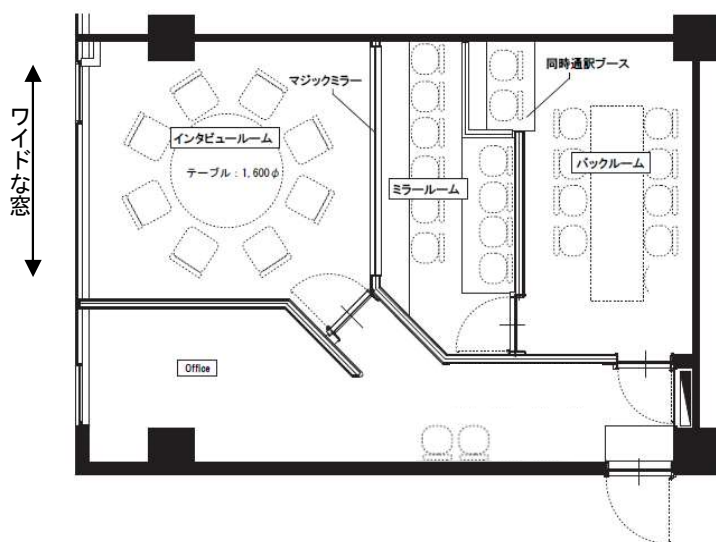 ワイドな窓
マジックミラー
同時通訳ブース
インタビュールーム
テーブル：1,600φ
ミラールーム
バックルーム
Office